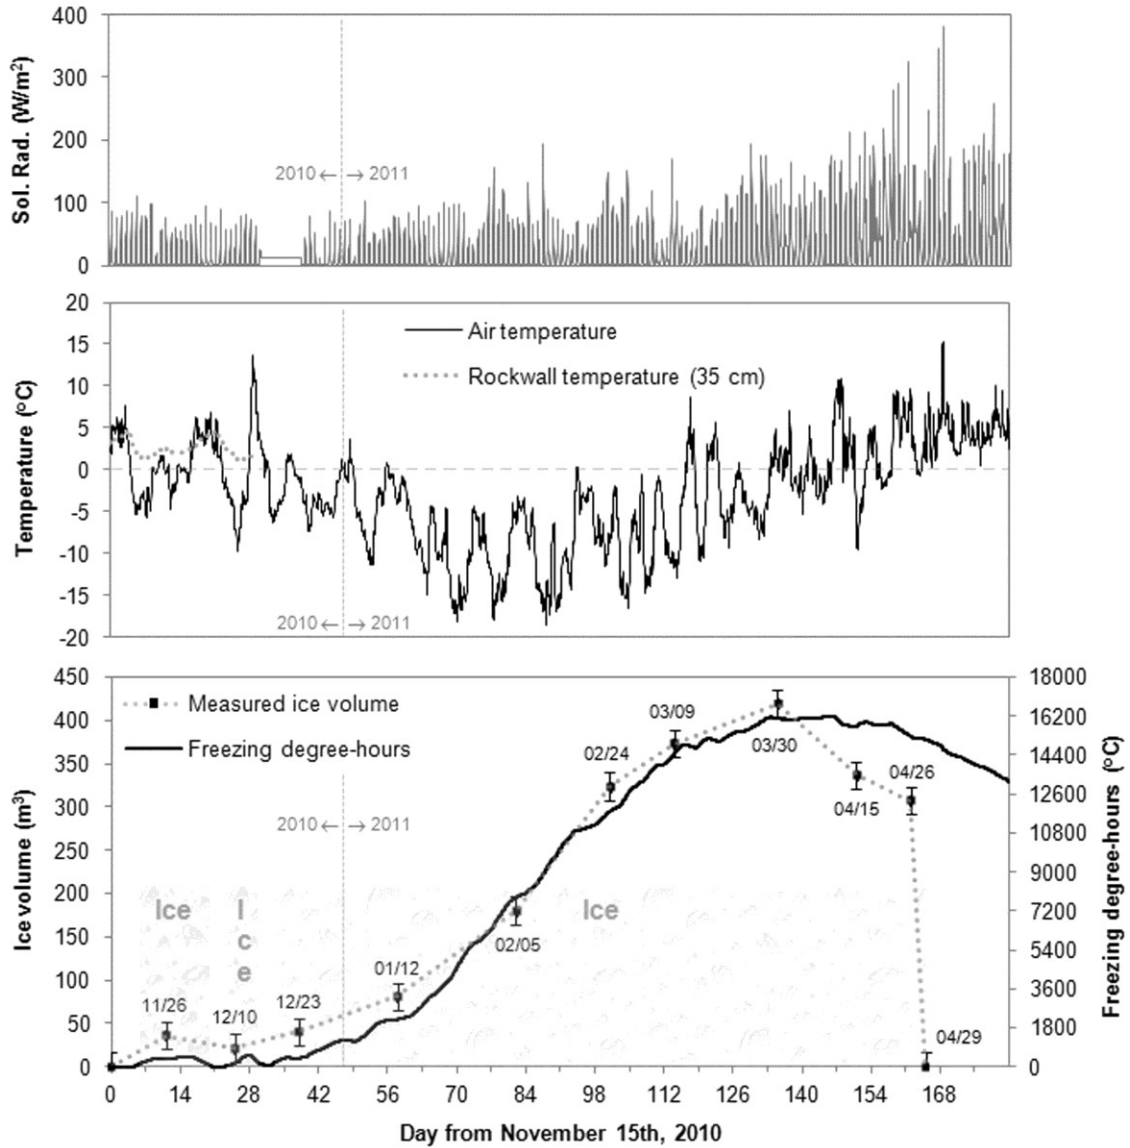 400
300
200
100
0
Sol. Rad. (W/m²)
2010 ← → 2011
20
15
10
5
0
-5
-10
-15
-20
Temperature (°C)
Air temperature
Rockwall temperature (35 cm)
2010 ← → 2011
450
400
350
300
250
200
150
100
50
0
Ice volume (m³)
Measured ice volume
Freezing degree-hours
2010 ← → 2011
Ice
Ice
Ice
11/26
12/10
12/23
01/12
02/05
02/24
03/09
03/30
04/15
04/26
04/29
18000
16200
14400
12600
10800
9000
7200
5400
3600
1800
0
Freezing degree-hours (°C)
0 14 28 42 56 70 84 98 112 126 140 154 168
Day from November 15th, 2010